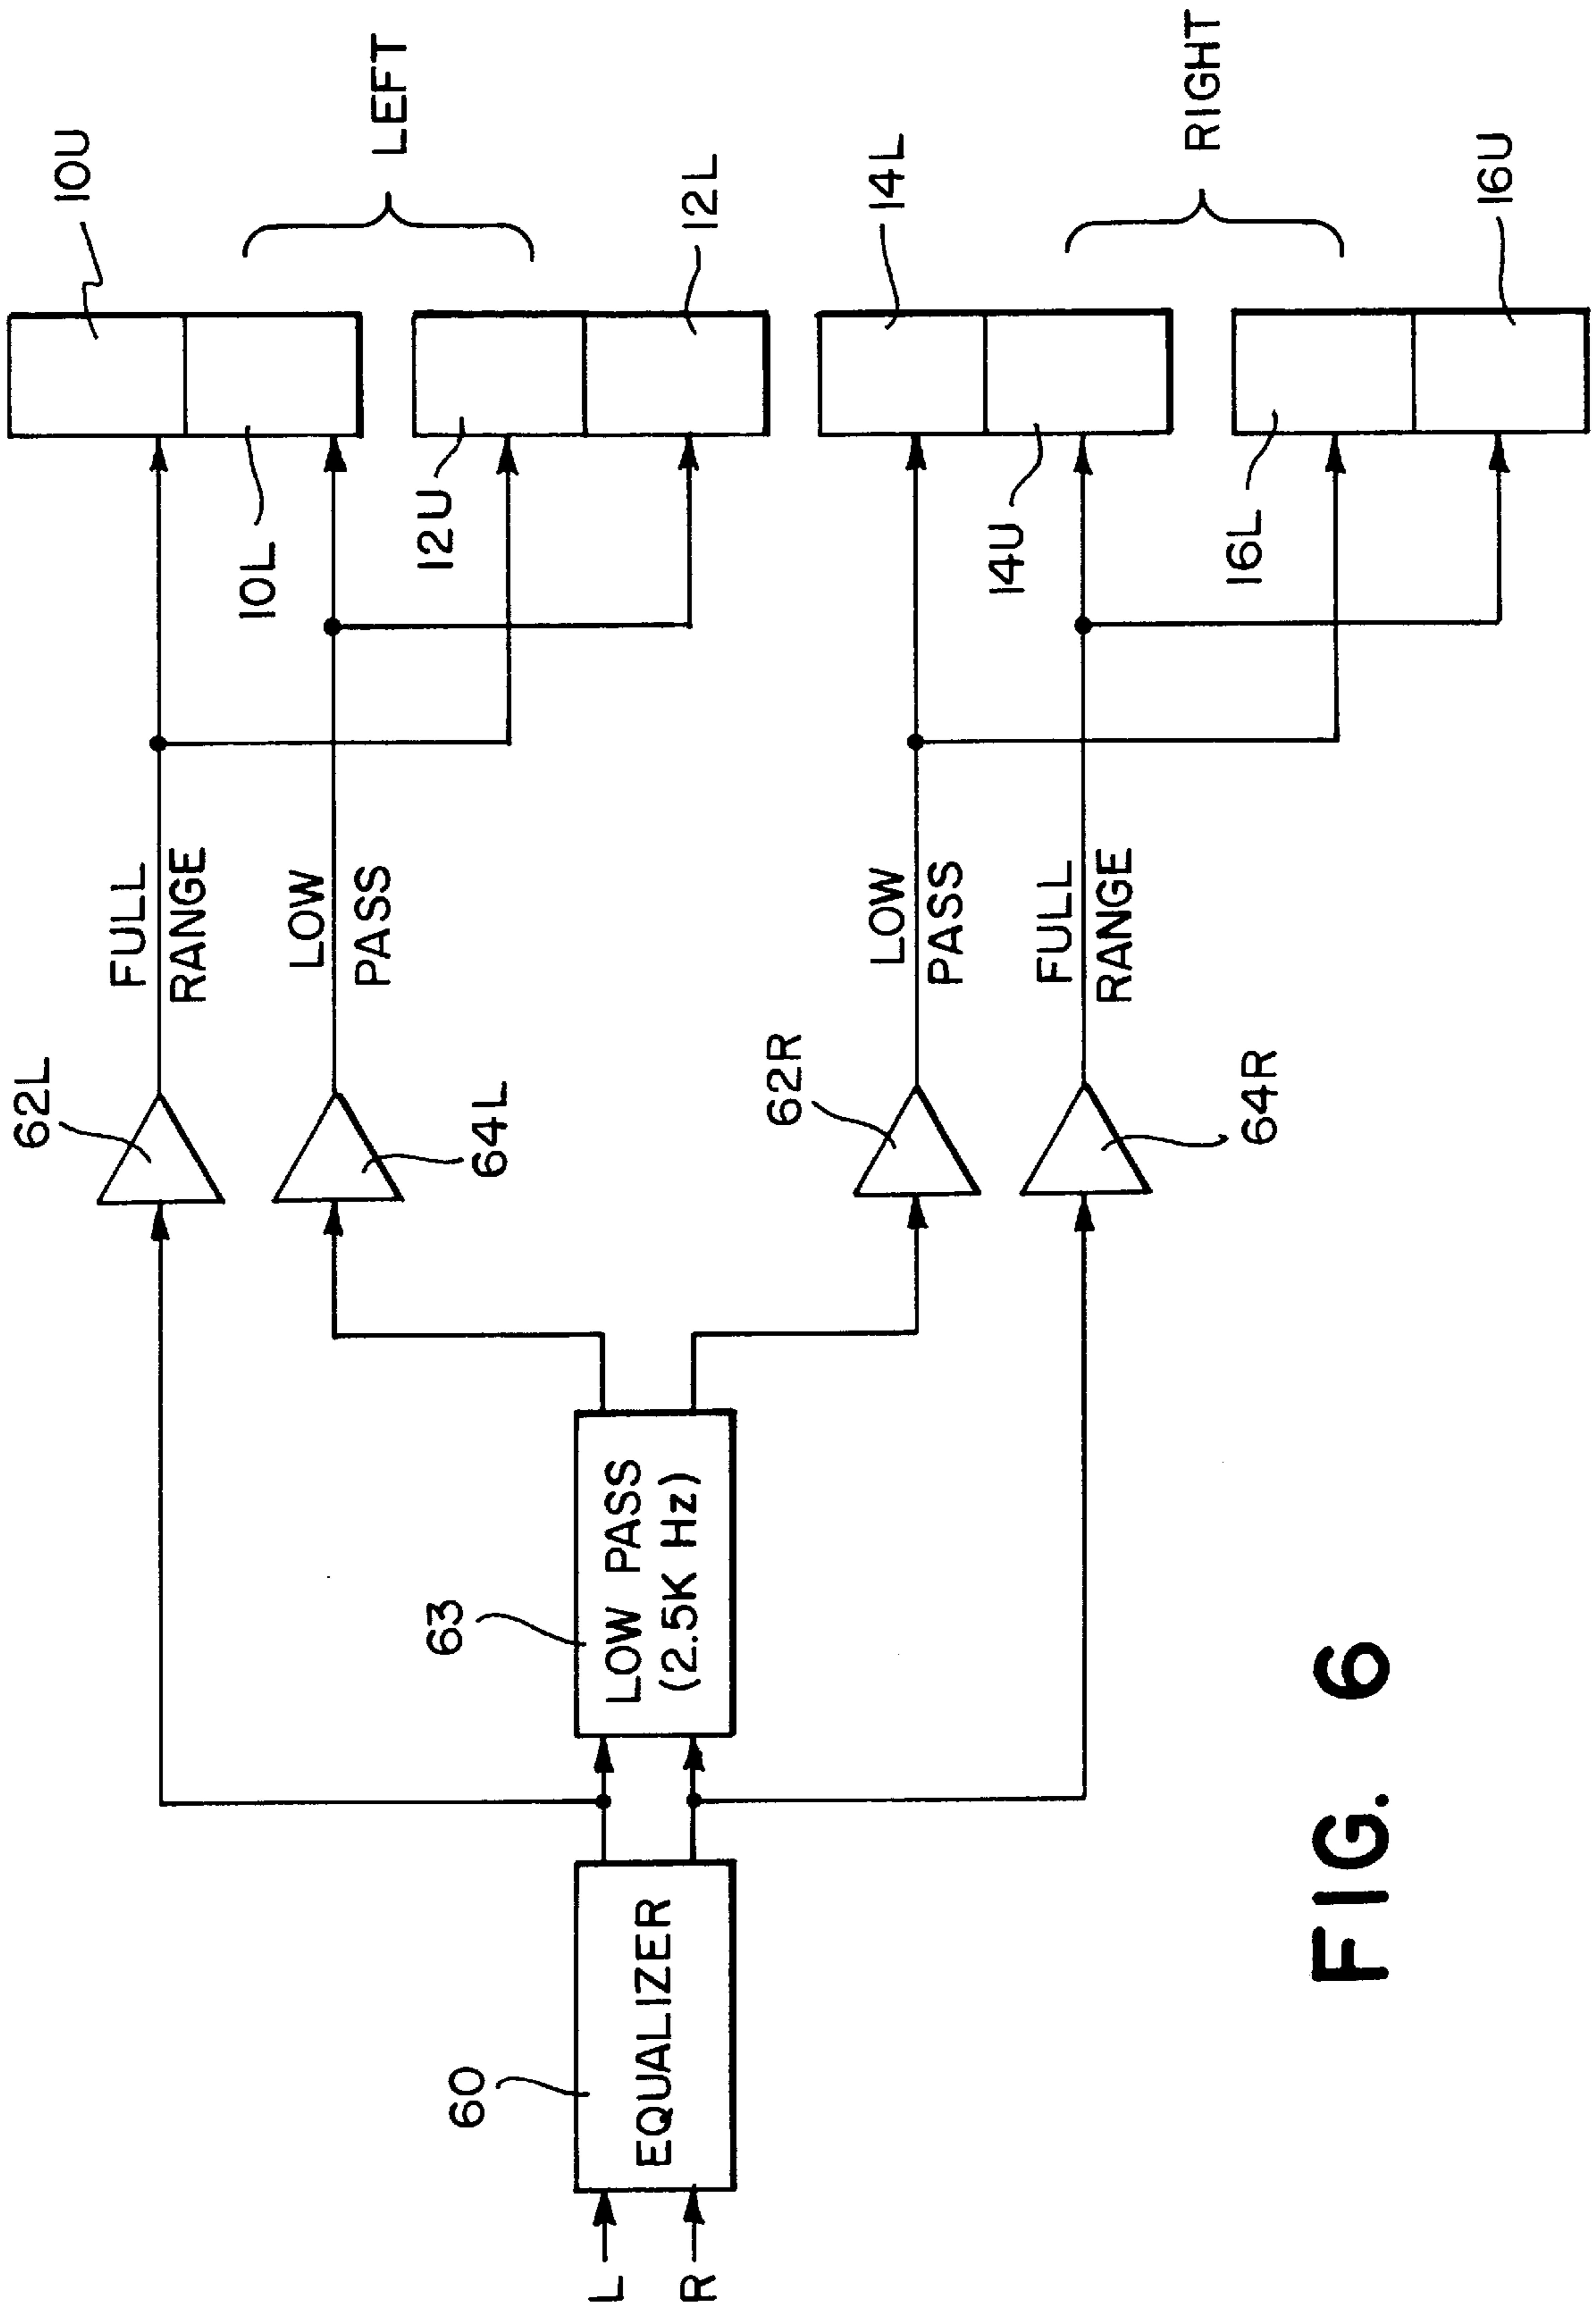 L
R
60
EQUALIZER
63
LOW PASS
(2.5K Hz)
62L
64L
62R
64R
FULL
RANGE
LOW
PASS
LOW
PASS
FULL
RANGE
10U
10L
12U
12L
14L
14U
16L
16U
LEFT
RIGHT
FIG. 6